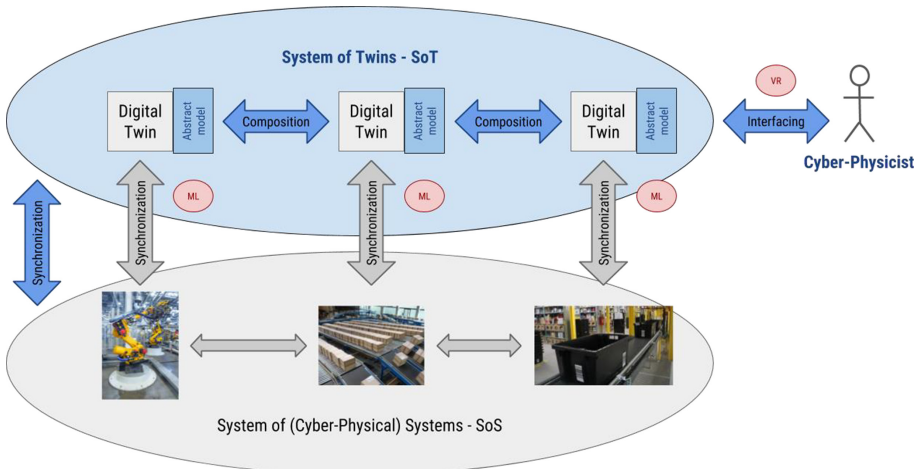 System of Twins - SoT
VR
Digital
Twin
Abstract
model
Composition
Digital
Twin
Abstract
model
Composition
Digital
Twin
Abstract
model
Interfacing
Cyber-Physicist
Synchronization
ML
Synchronization
ML
Synchronization
ML
Synchronization
System of (Cyber-Physical) Systems - SoS